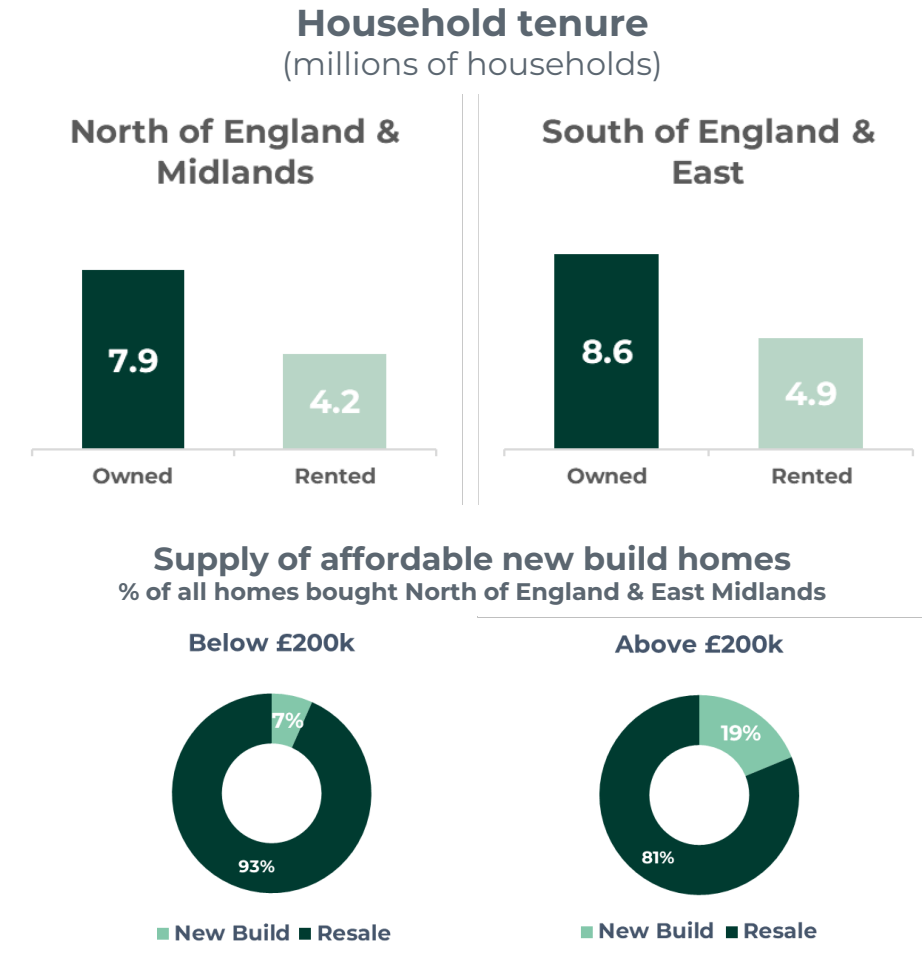 Household tenure
(millions of households)
North of England &
Midlands
7.9
4.2
Owned
Rented
South of England &
East
8.6
4.9
Owned
Rented
Supply of affordable new build homes
% of all homes bought North of England & East Midlands
Below £200k
7%
93%
New Build Resale
Above £200k
19%
81%
New Build Resale